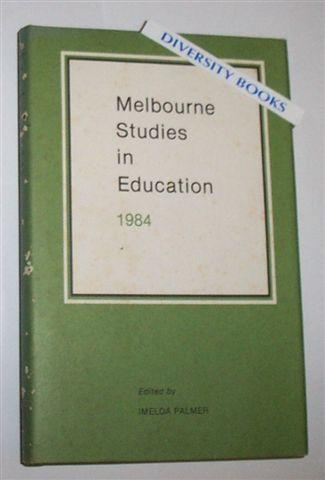 DIVERSITY BOOKS
Melbourne
Studies
in
Education
1984
Edited by
IMELDA PALMER